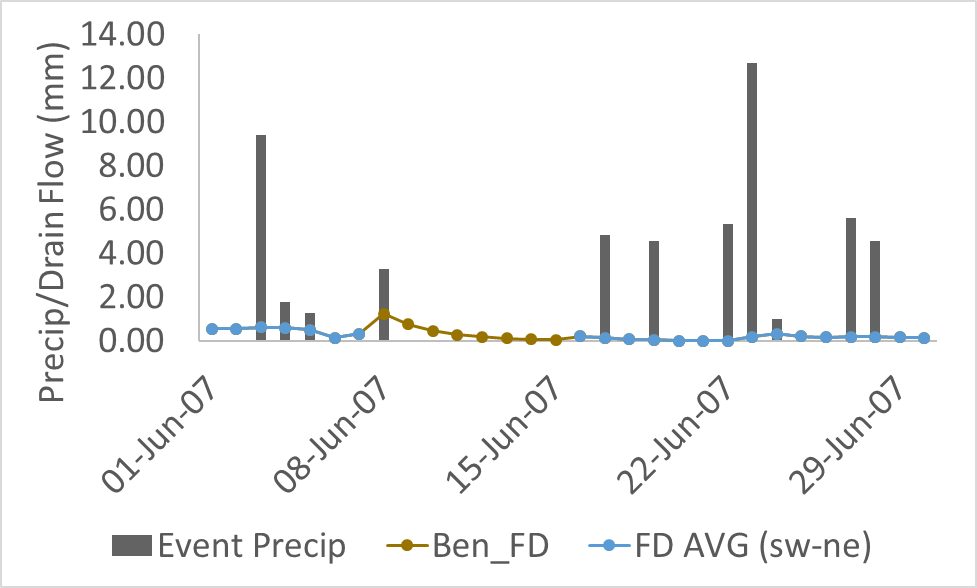 14.00
12.00
10.00
8.00
6.00
4.00
2.00
0.00
Precip/Drain Flow (mm)
01-Jun-07
08-Jun-07
15-Jun-07
22-Jun-07
29-Jun-07
Event Precip
Ben_FD
FD AVG (sw-ne)